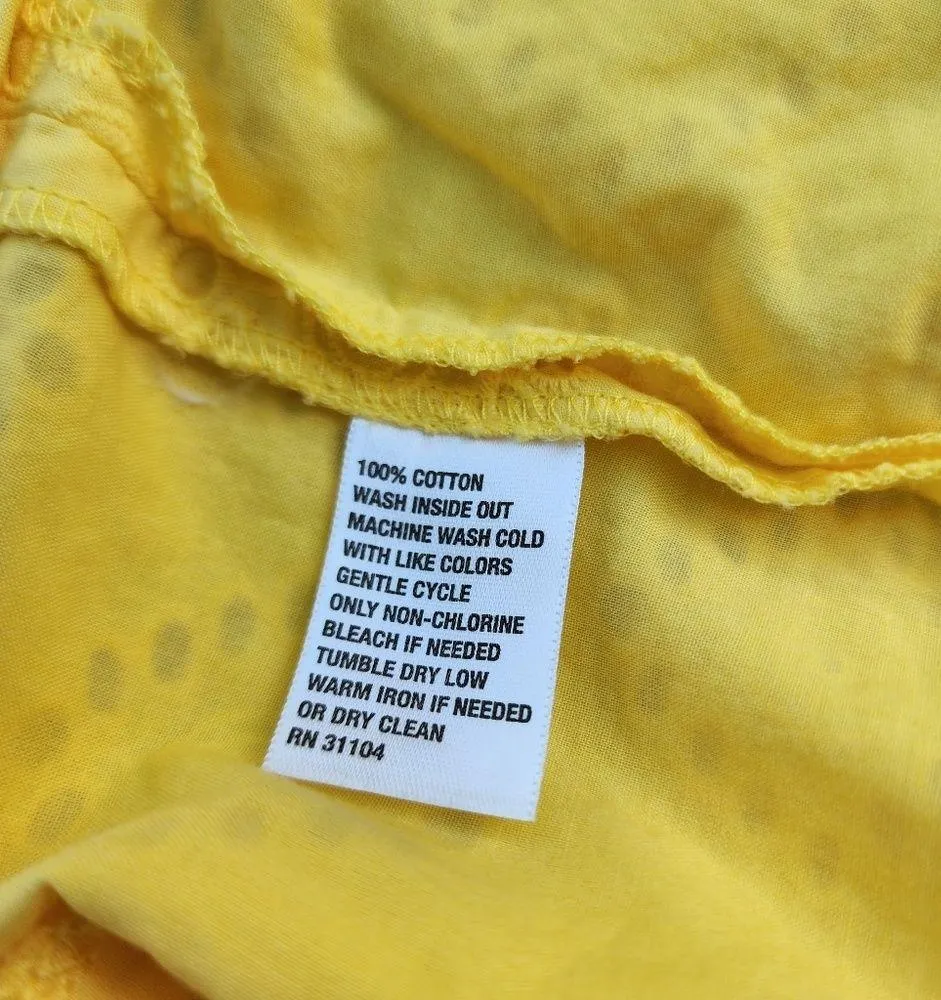 100% COTTON
WASH INSIDE OUT
MACHINE WASH COLD
WITH LIKE COLORS
GENTLE CYCLE
ONLY NON-CHLORINE
BLEACH IF NEEDED
TUMBLE DRY LOW
WARM IRON IF NEEDED
OR DRY CLEAN
RN 31104